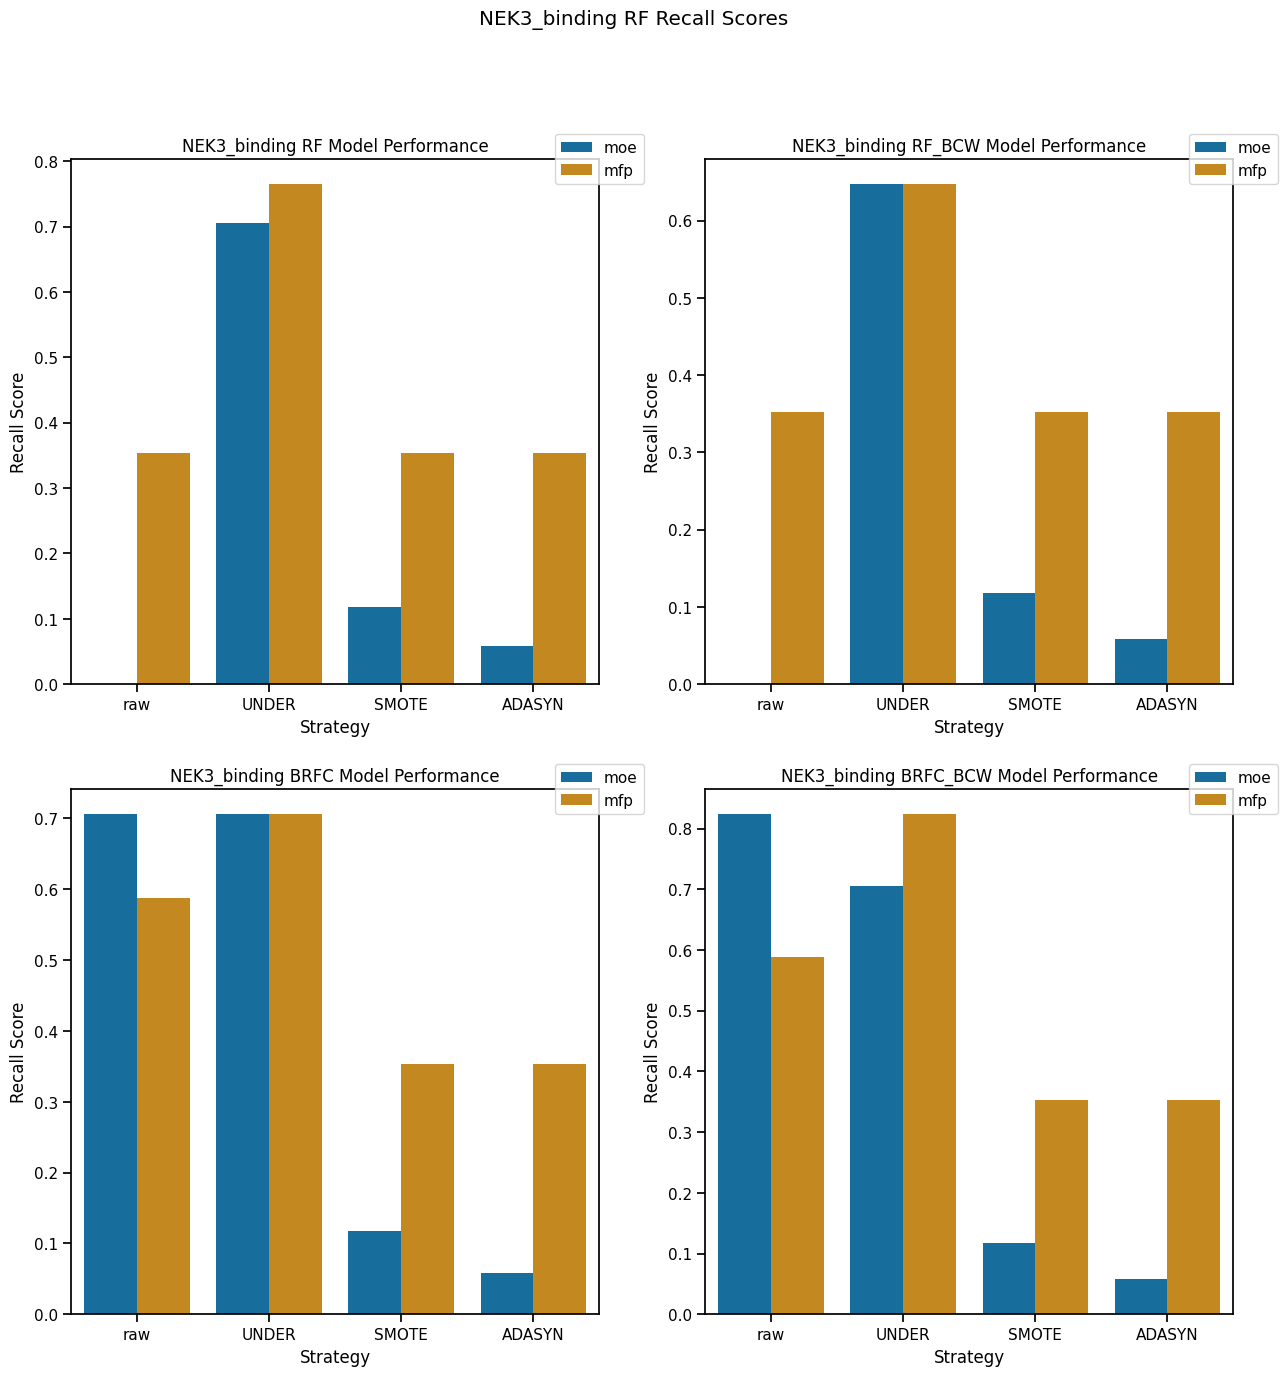 NEK3_binding RF Recall Scores
NEK3_binding RF Model Performance
moe
mfp
0.8
0.7
0.6
0.5
0.4
0.3
0.2
0.1
0.0
Recall Score
raw UNDER SMOTE ADASYN
Strategy
NEK3_binding RF_BCW Model Performance
moe
mfp
0.6
0.5
0.4
0.3
0.2
0.1
0.0
Recall Score
raw UNDER SMOTE ADASYN
Strategy
NEK3_binding BRFC Model Performance
moe
mfp
0.7
0.6
0.5
0.4
0.3
0.2
0.1
0.0
Recall Score
raw UNDER SMOTE ADASYN
Strategy
NEK3_binding BRFC_BCW Model Performance
moe
mfp
0.8
0.7
0.6
0.5
0.4
0.3
0.2
0.1
0.0
Recall Score
raw UNDER SMOTE ADASYN
Strategy